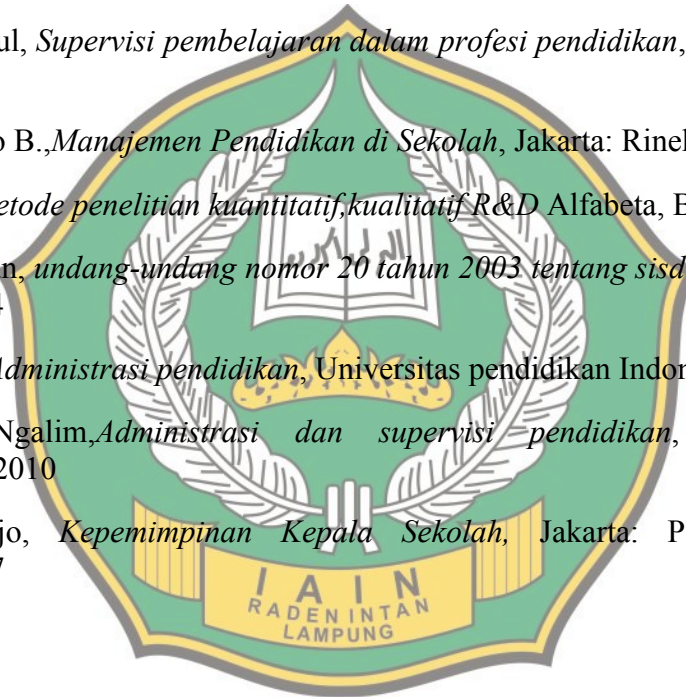 ul, Supervisi pembelajaran dalam profesi pendidikan,
o B.,Manajemen Pendidikan di Sekolah, Jakarta: Rinek
etode penelitian kuantitatif,kualitatif R&D Alfabeta, B
n, undang-undang nomor 20 tahun 2003 tentang sisd
Administrasi pendidikan, Universitas pendidikan Indon
Ngalim,Administrasi dan supervisi pendidikan,
2010
jo, Kepemimpinan Kepala Sekolah, Jakarta: P
IAIN
RADEN INTAN
LAMPUNG